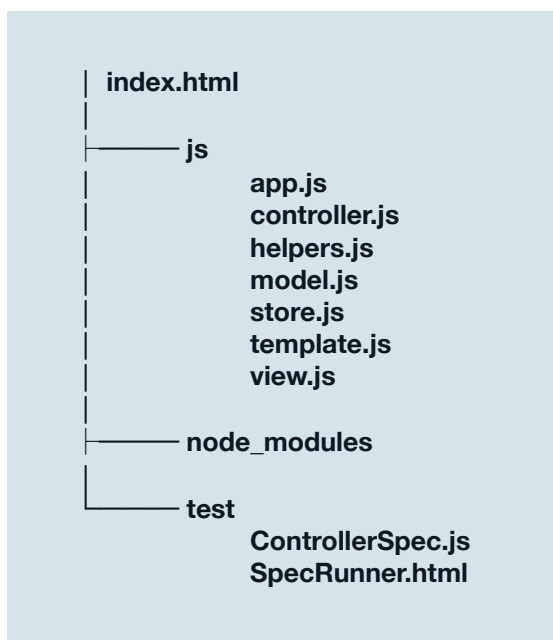 index.html
js
app.js
controller.js
helpers.js
model.js
store.js
template.js
view.js
node_modules
test
ControllerSpec.js
SpecRunner.html